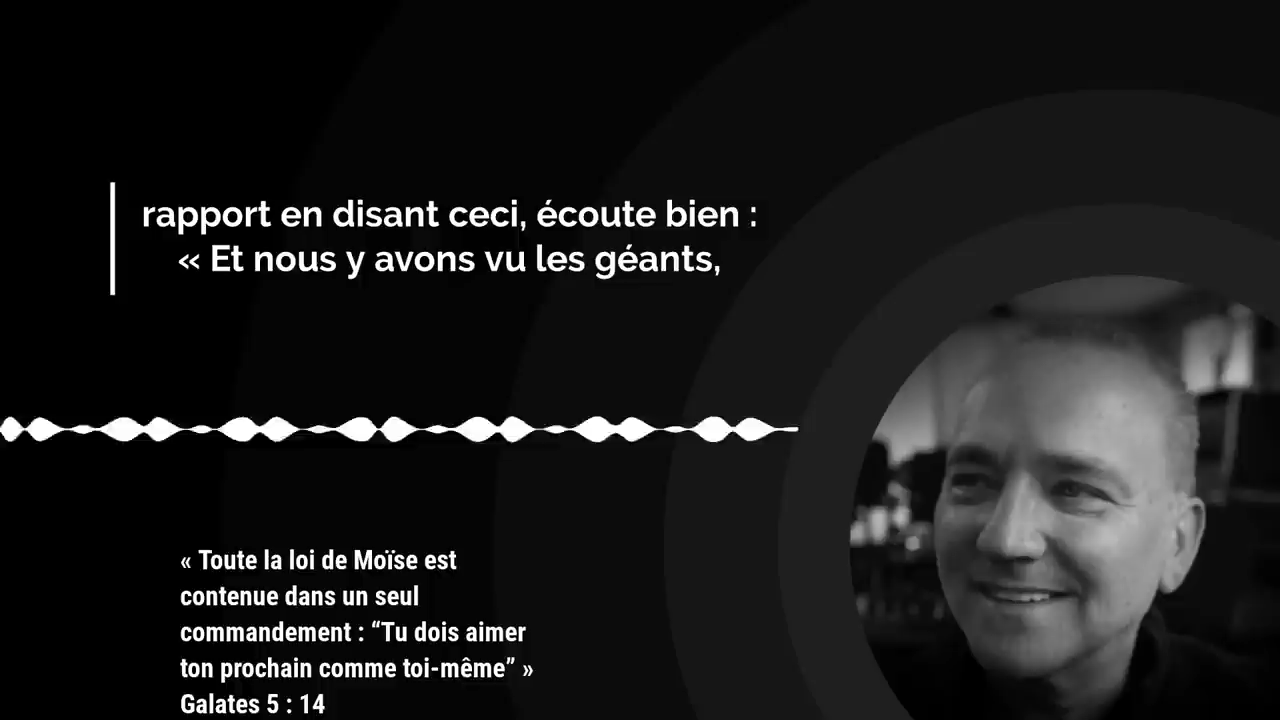 rapport en disant ceci, écoute bien :
« Et nous y avons vu les géants,
« Toute la loi de Moïse est
contenue dans un seul
commandement : “Tu dois aimer
ton prochain comme toi-même” »
Galates 5 : 14